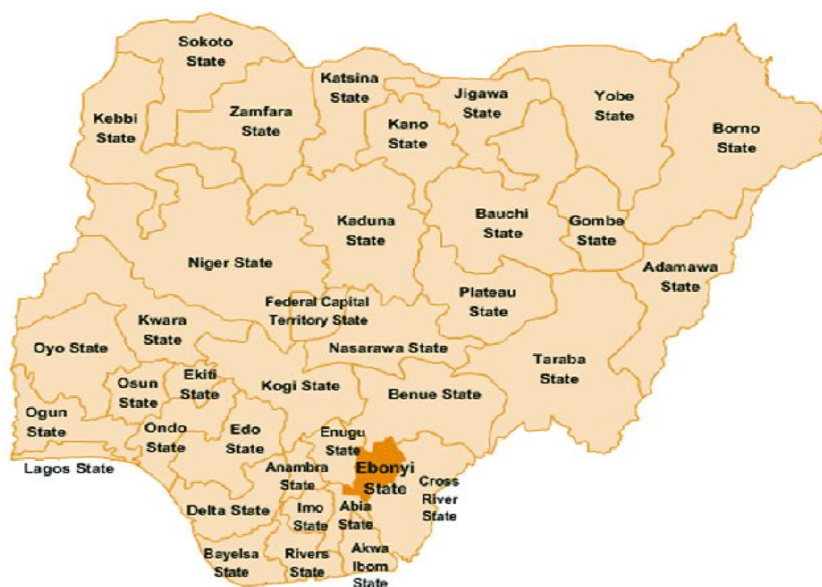 Sokoto
State
Katsina
State
Jigawa
State
Yobe
State
Kebbi
State
Zamfara
State
Kano
State
Borno
State
Kaduna
State
Bauchi
State
Gombe
State
Niger State
Adamawa
State
Federal Capital
Territory State
Plateau
State
Kwara
State
Oyo State
Nasarawa State
Taraba
State
Osun
State
Ekiti
State
Kogi State
Benue State
Ogun
State
Ondo
State
Edo
State
Enugu
State
Lagos State
Anambra
State
Ebonyi
State
Cross
River
State
Delta State
Imo
State
Abia
State
Bayelsa
State
Rivers
State
Akwa
Ibom
State